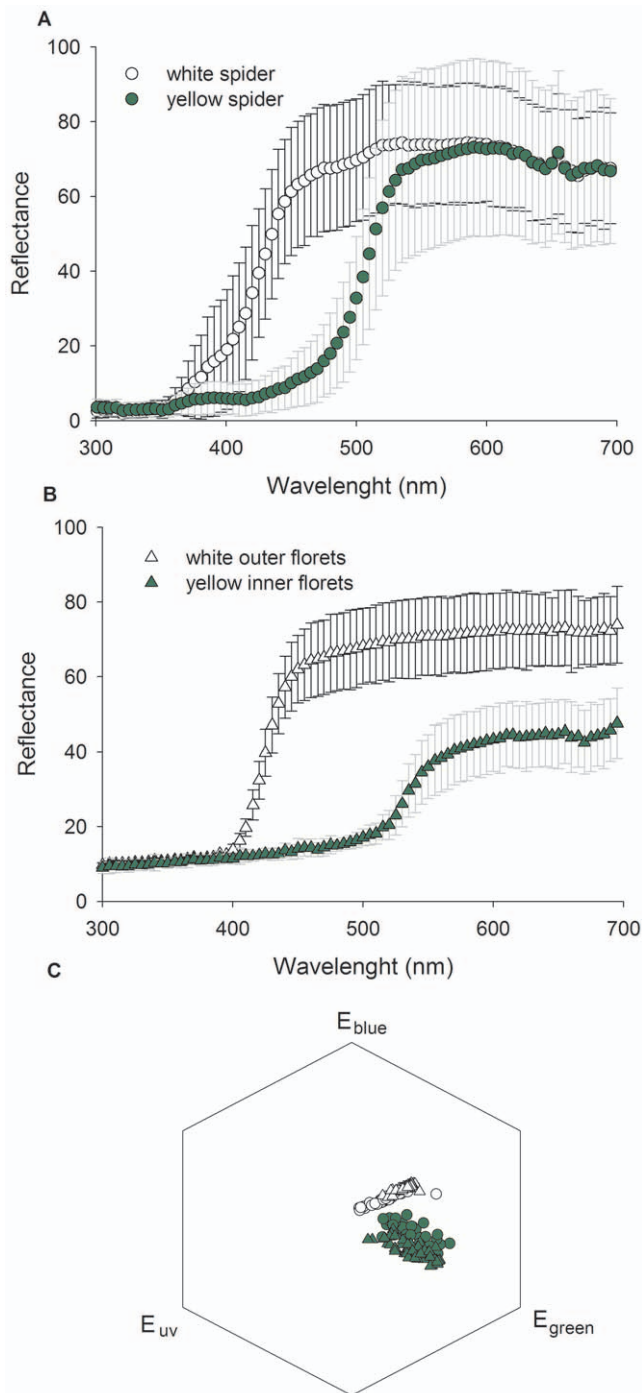 A
100
80
60
40
20
0
Reflectance
white spider
yellow spider
300 400 500 600 700
Wavelenght (nm)
B
100
80
60
40
20
0
Reflectance
white outer florets
yellow inner florets
300 400 500 600 700
Wavelenght (nm)
C
Eblue
Euv
Egreen